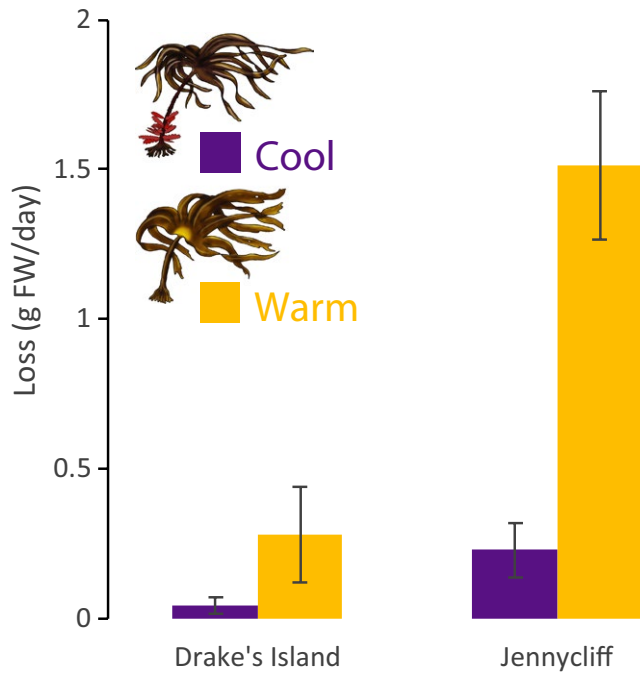 2
Cool
1.5
Warm
1
0.5
0
Loss (g FW/day)
Drake's Island
Jennycliff